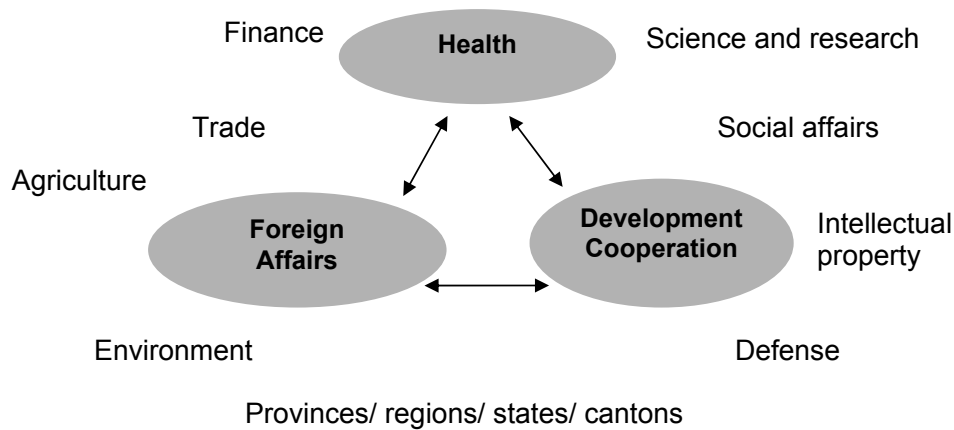 Finance
Health
Science and research
Trade
Social affairs
Agriculture
Foreign
Affairs
Development
Cooperation
Intellectual
property
Environment
Defense
Provinces/ regions/ states/ cantons